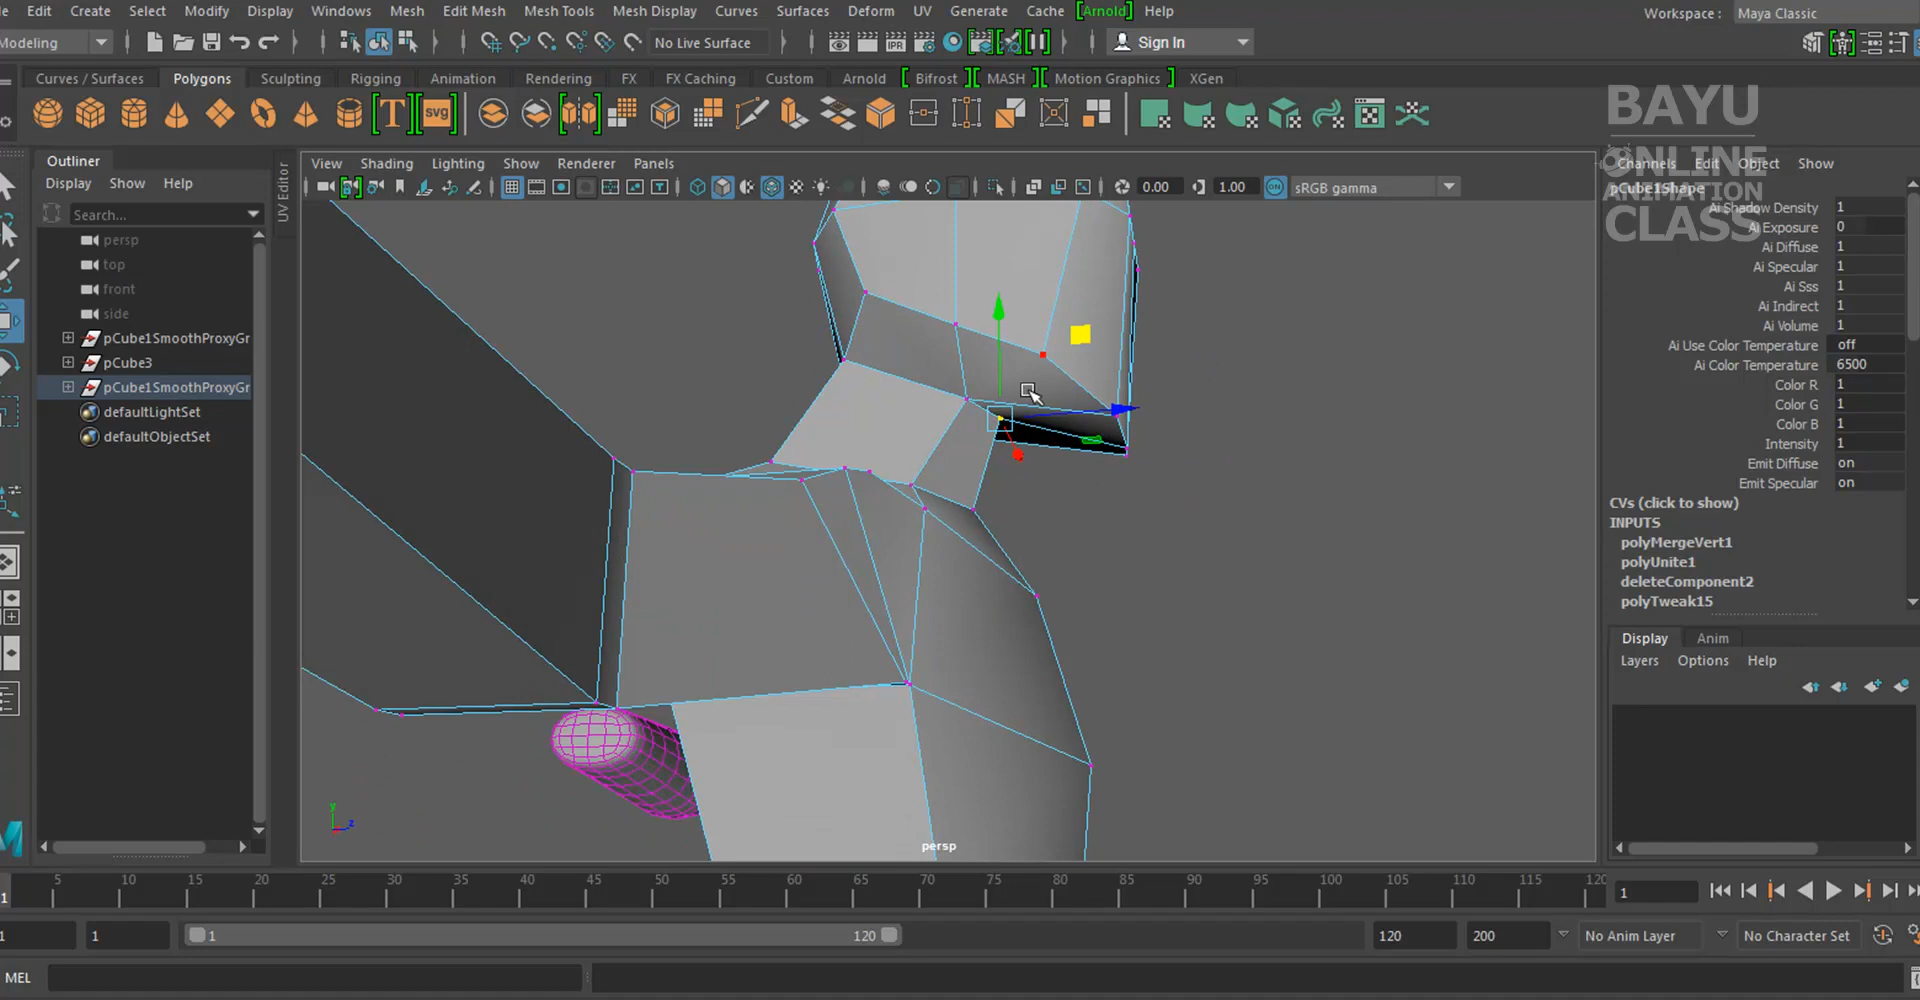 Edit Create Select Modify Display Windows Mesh Edit Mesh Mesh Tools Mesh Display Curves Surfaces Deform UV Generate Cache [Arnold] Help
Workspace : Maya Classic
Modeling No Live Surface IPR Sign In
Curves / Surfaces Polygons Sculpting Rigging Animation Rendering FX FX Caching Custom Arnold Bifrost MASH Motion Graphics XGen
T svg
BAYU
ONLINE
ANIMATION
CLASS
Outliner
Display Show Help
Search...
persp
top
front
side
pCube1SmoothProxyGr
pCube3
pCube1SmoothProxyGr
defaultLightSet
defaultObjectSet
UV Editor
View Shading Lighting Show Renderer Panels
0.00 1.00 ON sRGB gamma
y
z
persp
Channels Edit Object Show
pCube1Shape
Ai Shadow Density 1
Ai Exposure 0
Ai Diffuse 1
Ai Specular 1
Ai Sss 1
Ai Indirect 1
Ai Volume 1
Ai Use Color Temperature off
Ai Color Temperature 6500
Color R 1
Color G 1
Color B 1
Intensity 1
Emit Diffuse on
Emit Specular on
CVs (click to show)
INPUTS
polyMergeVert1
polyUnite1
deleteComponent2
polyTweak15
Display Anim
Layers Options Help
1 5 10 15 20 25 30 35 40 45 50 55 60 65 70 75 80 85 90 95 100 105 110 115 120 1
1 1 1 120 120 200 No Anim Layer No Character Set
MEL